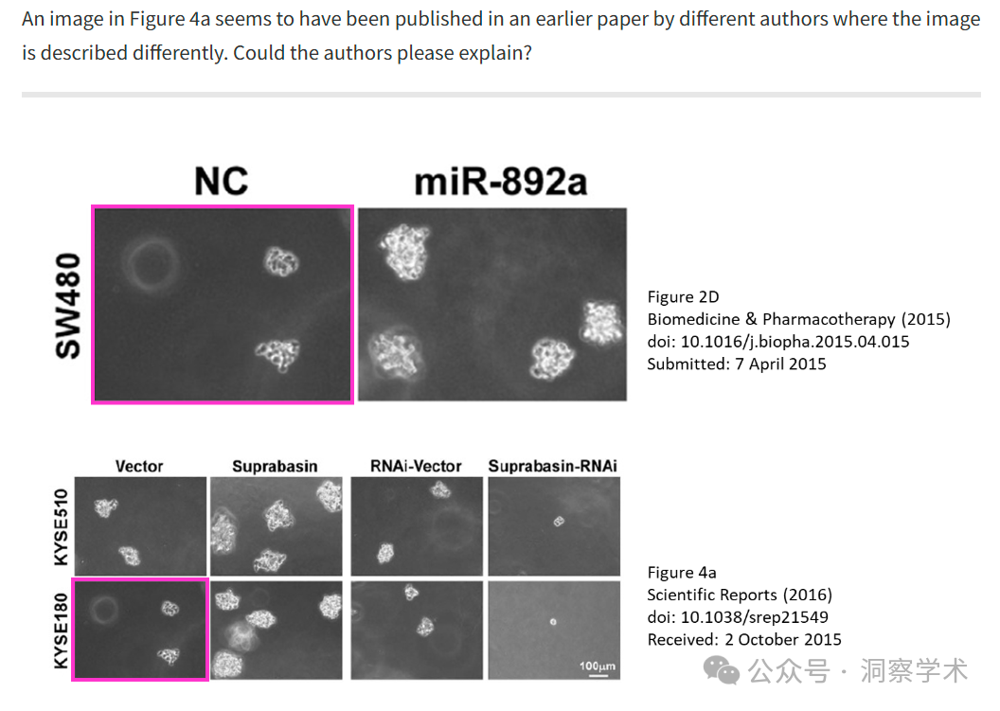 An image in Figure 4a seems to have been published in an earlier paper by different authors where the image
is described differently. Could the authors please explain?
NC miR-892a
SW480
Figure 2D
Biomedicine & Pharmacotherapy (2015)
doi: 10.1016/j.biopha.2015.04.015
Submitted: 7 April 2015
Vector Suprabasin RNAi-Vector Suprabasin-RNAi
KYSE510
KYSE180
100μm
Figure 4a
Scientific Reports (2016)
doi: 10.1038/srep21549
Received: 2 October 2015
公众号 · 洞察学术